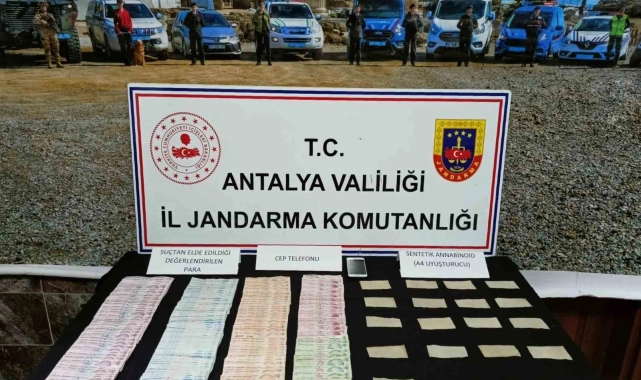 T.C.
ANTALYA VALİLİĞİ
İL JANDARMA KOMUTANLIĞI
JANDARMA
SUÇTAN ELDE EDİLDİĞİ
DEĞERLENDİRİLEN
PARA
CEP TELEFONU
SENTETİK ANNABİNOİD
(A4 UYUŞTURUCU)